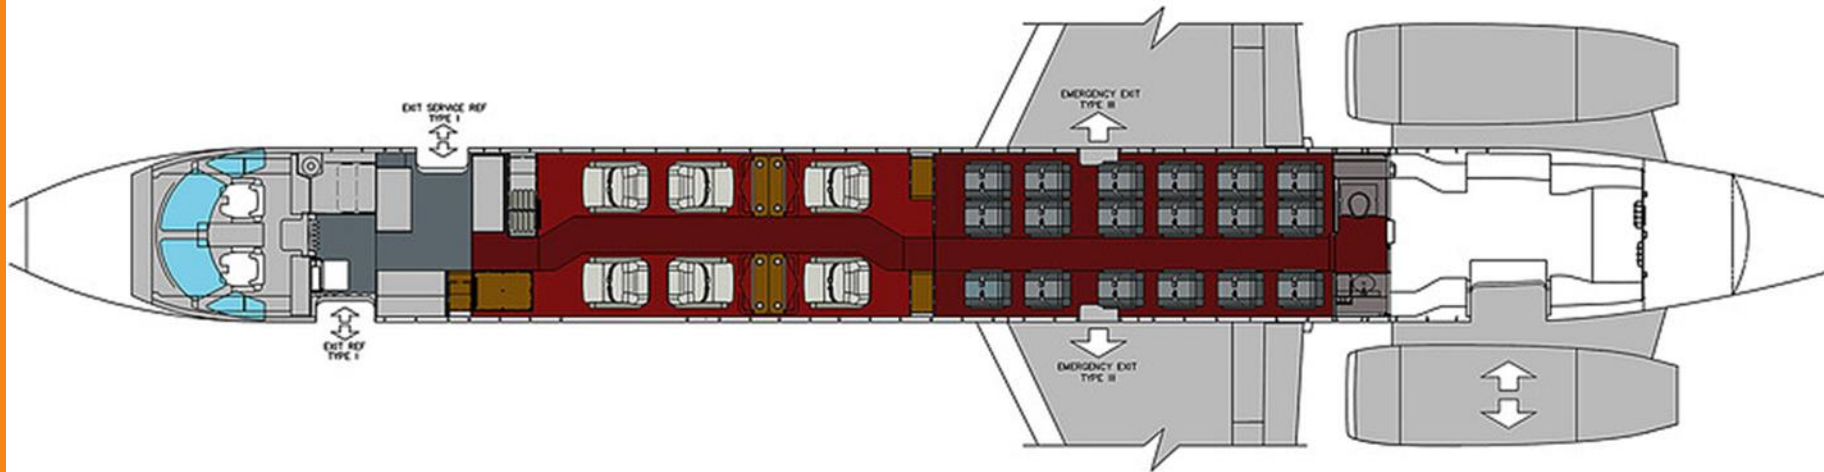 EXIT SERVICE REF
TYPE I
EMERGENCY EXIT
TYPE III
EXIT REF
TYPE I
EMERGENCY EXIT
TYPE III